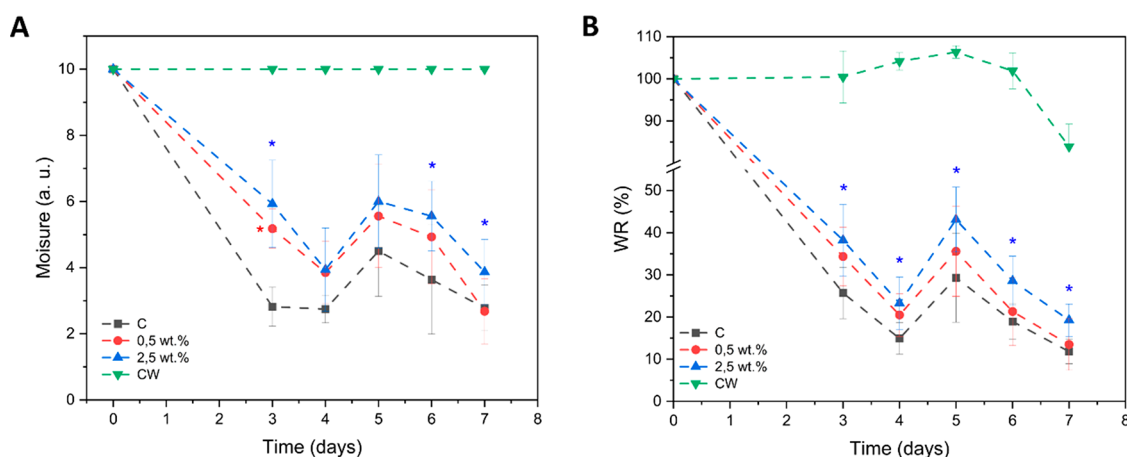 A
Moisure (a. u.)
10
8
6
4
2
0
*
*
*
*
C
0,5 wt.%
2,5 wt.%
CW
0 1 2 3 4 5 6 7 8
Time (days)
B
WR (%)
110
100
90
50
40
30
20
10
0
*
*
*
*
*
C
0,5 wt.%
2,5 wt.%
CW
0 1 2 3 4 5 6 7 8
Time (days)